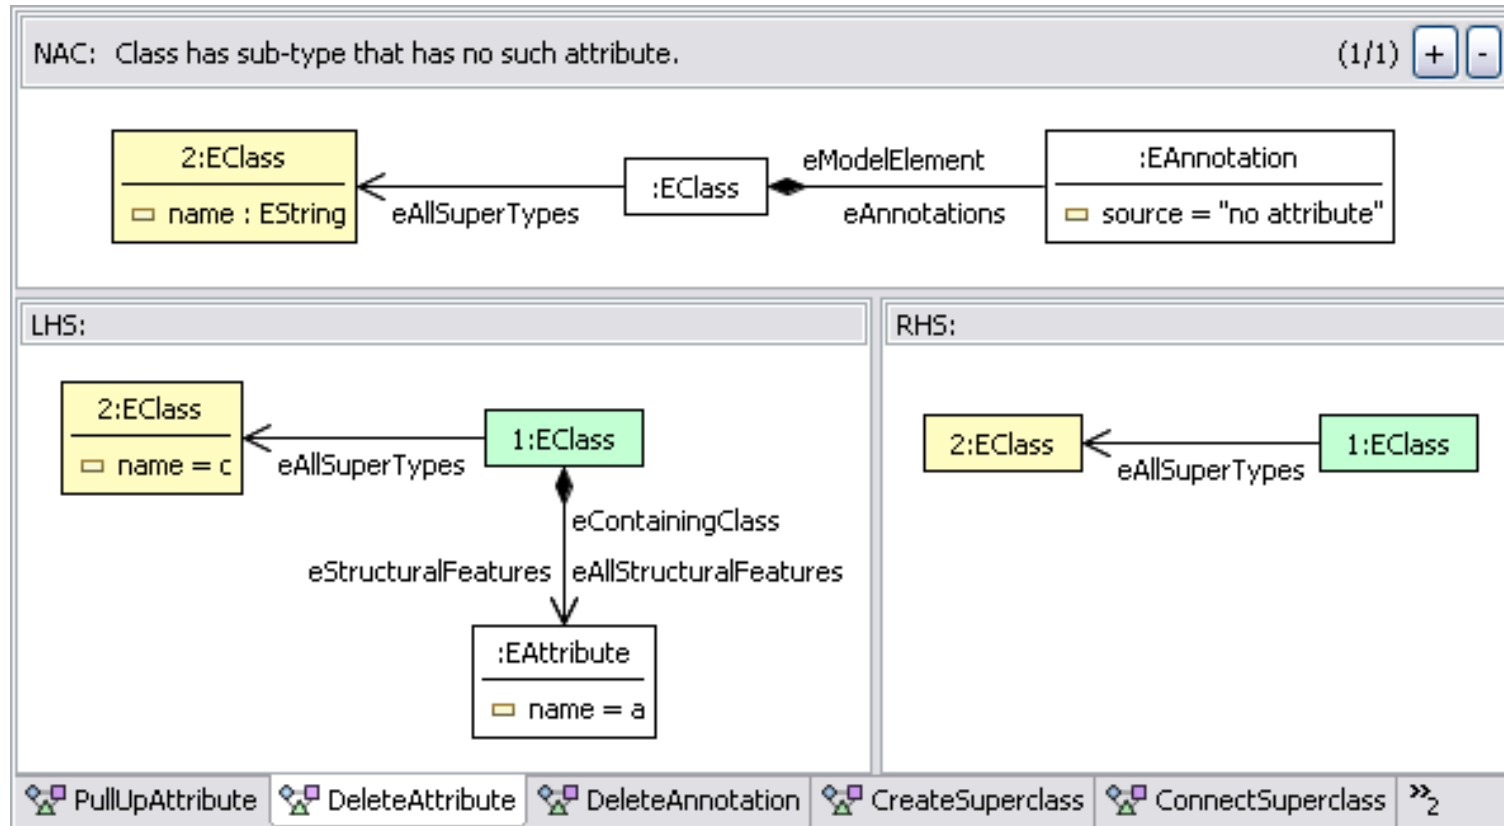 NAC: Class has sub-type that has no such attribute. (1/1) + -
2:EClass
name : EString
eAllSuperTypes
:EClass
eModelElement
eAnnotations
:EAnnotation
source = "no attribute"
LHS:
2:EClass
name = c
eAllSuperTypes
1:EClass
eContainingClass
eStructuralFeatures eAllStructuralFeatures
:EAttribute
name = a
RHS:
2:EClass
eAllSuperTypes
1:EClass
PullUpAttribute DeleteAttribute DeleteAnnotation CreateSuperclass ConnectSuperclass »2